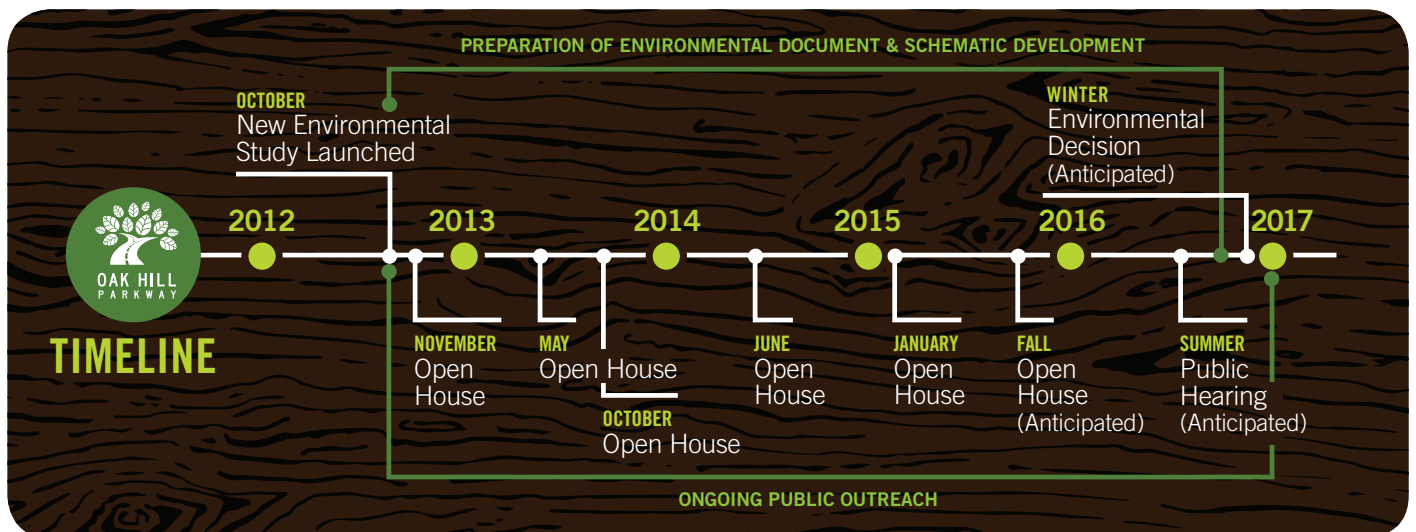 PREPARATION OF ENVIRONMENTAL DOCUMENT & SCHEMATIC DEVELOPMENT
OCTOBER
New Environmental
Study Launched
WINTER
Environmental
Decision
(Anticipated)
OAK HILL
PARKWAY
TIMELINE
2012
2013
2014
2015
2016
2017
NOVEMBER
Open
House
MAY
Open House
OCTOBER
Open House
JUNE
Open
House
JANUARY
Open
House
FALL
Open
House
(Anticipated)
SUMMER
Public
Hearing
(Anticipated)
ONGOING PUBLIC OUTREACH